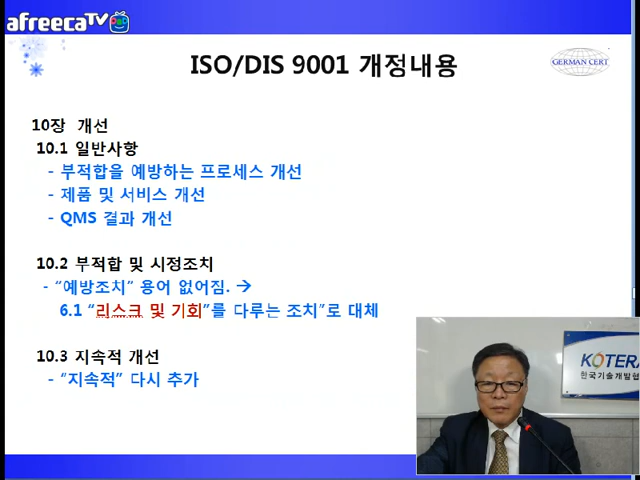 afreecaTV
ISO/DIS 9001 개정내용
GERMAN CERT
10장 개선
10.1 일반사항
- 부적합을 예방하는 프로세스 개선
- 제품 및 서비스 개선
- QMS 결과 개선
10.2 부적합 및 시정조치
- “예방조치” 용어 없어짐. →
6.1 “리스크 및 기회”를 다루는 조치”로 대체
10.3 지속적 개선
- “지속적” 다시 추가
KOTERA
한국기술개발협